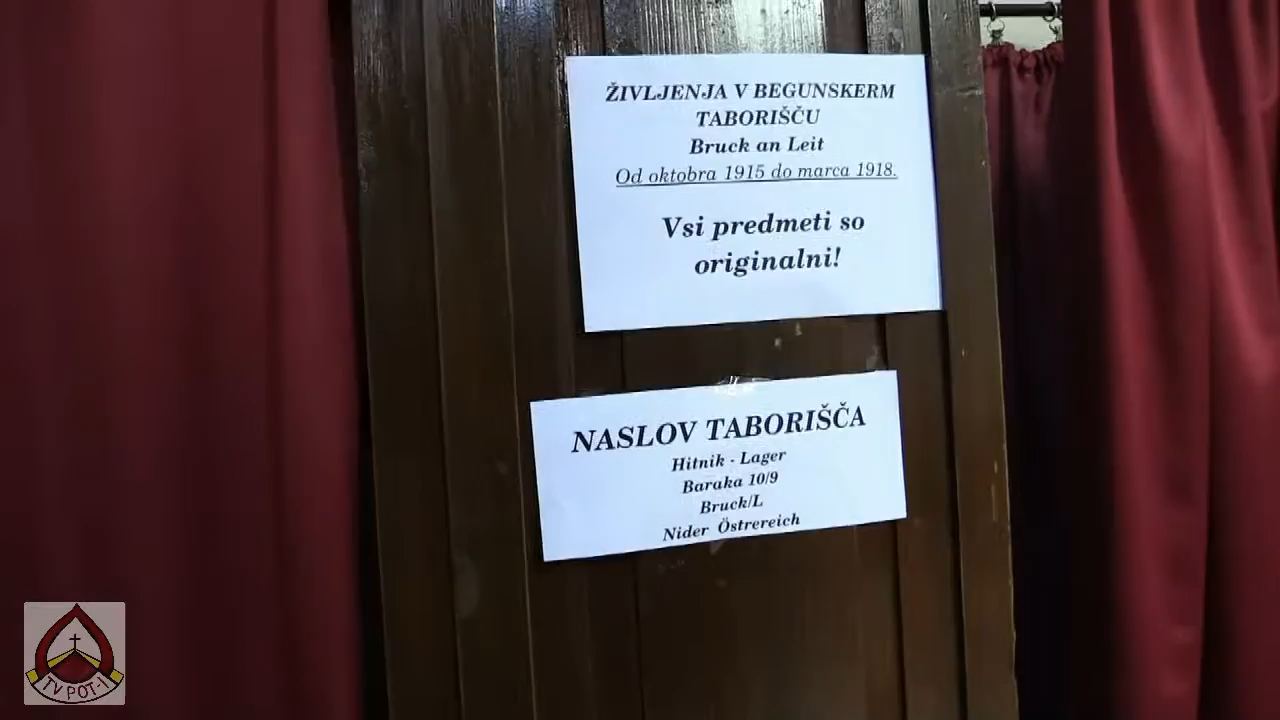 ŽIVLJENJA V BEGUNSKERM
TABORIŠČU
Bruck an Leit
Od oktobra 1915 do marca 1918.
Vsi predmeti so
originalni!
NASLOV TABORIŠČA
Hitnik - Lager
Baraka 10/9
Bruck/L
Nider Östrereich
TV POT-1